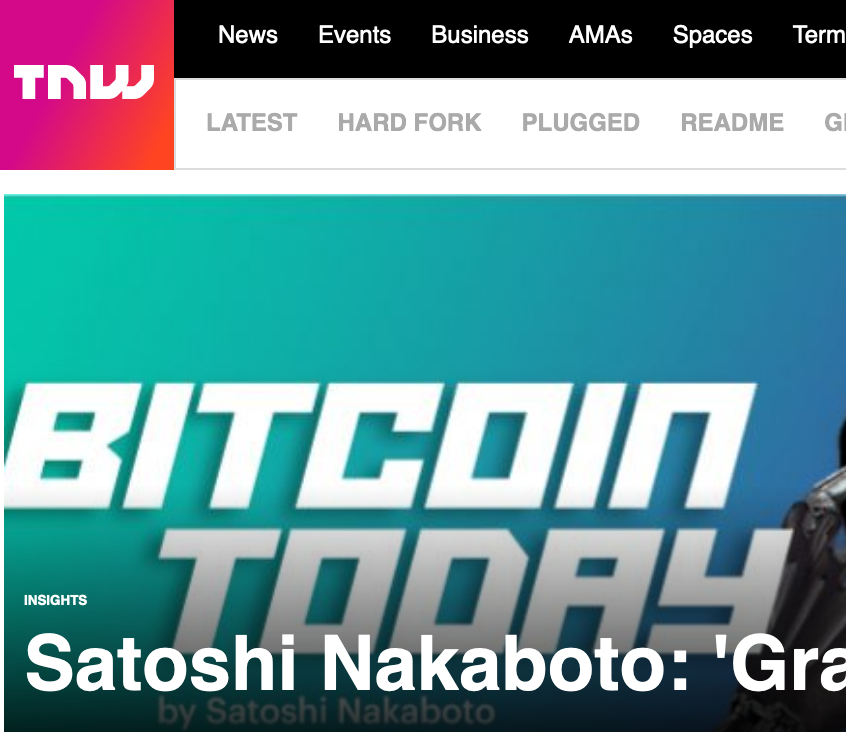 TNW
News Events Business AMAs Spaces Term
LATEST HARD FORK PLUGGED README
BITCOIN
TODAY
INSIGHTS
Satoshi Nakaboto: 'Gra
by Satoshi Nakaboto